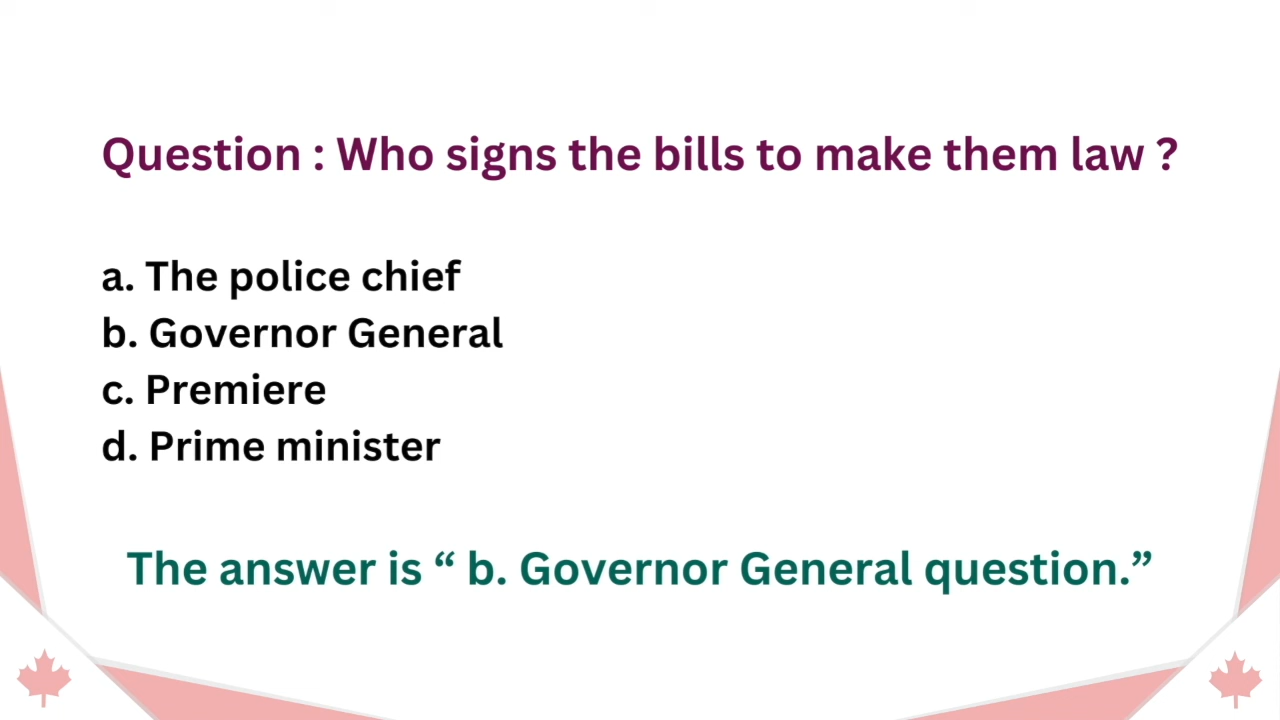 Question : Who signs the bills to make them law ?
a. The police chief
b. Governor General
c. Premiere
d. Prime minister
The answer is “ b. Governor General question.”